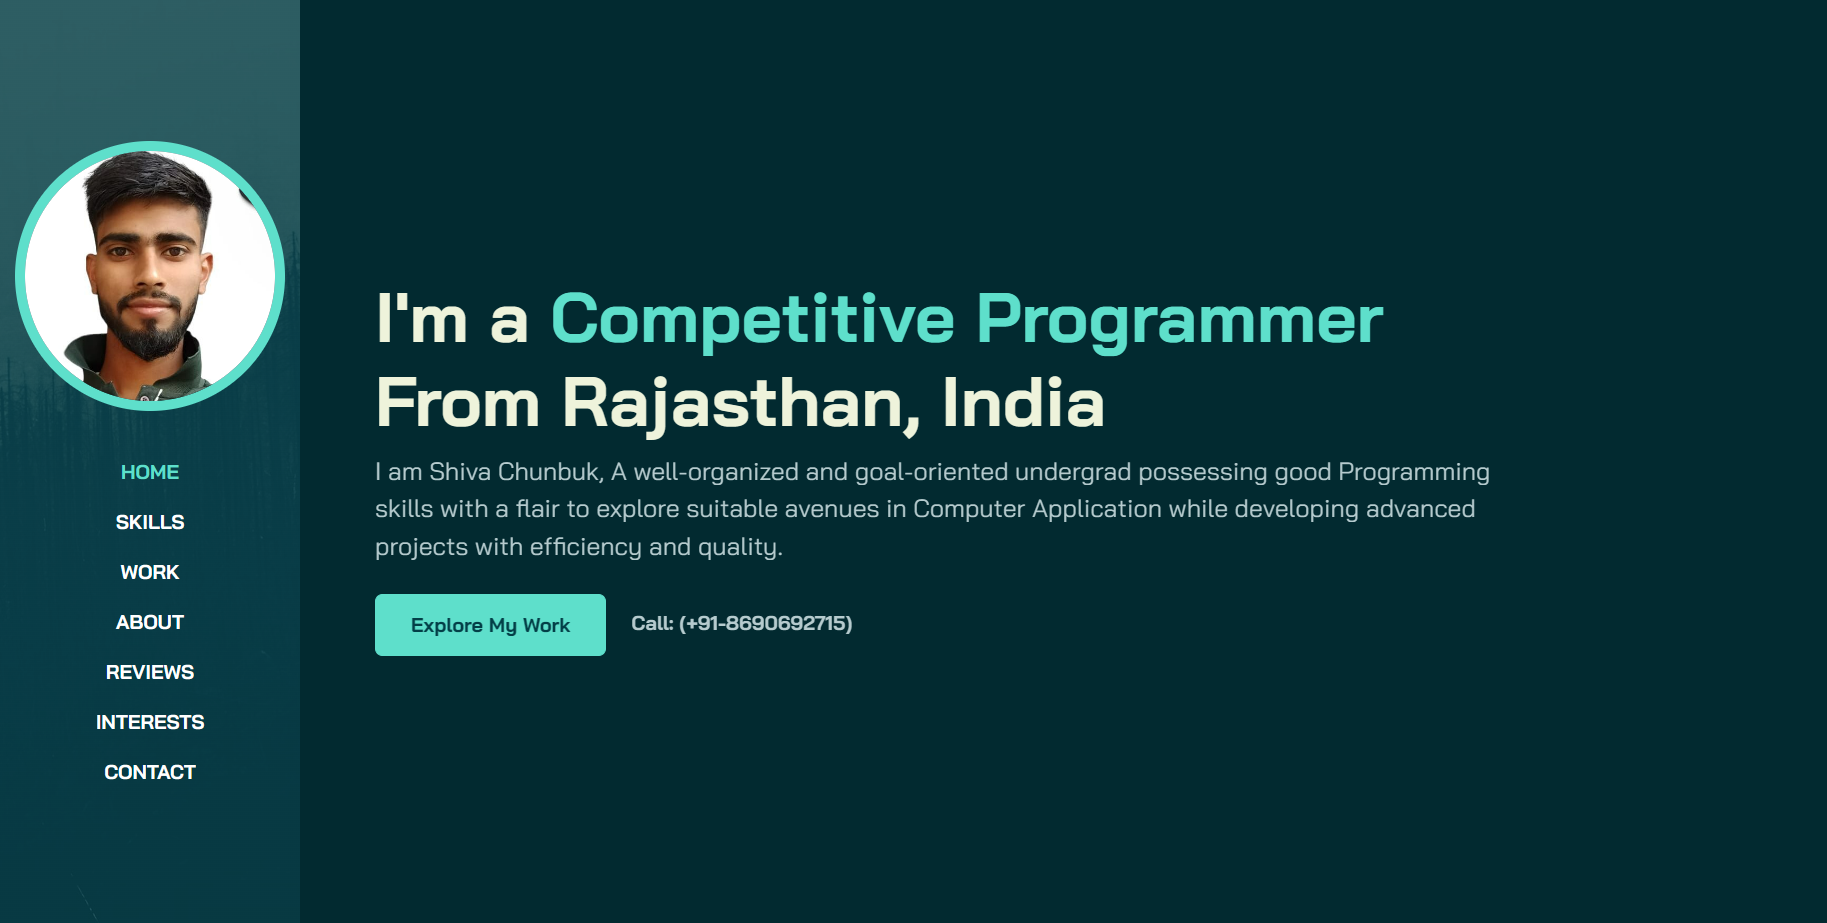 HOME
SKILLS
WORK
ABOUT
REVIEWS
INTERESTS
CONTACT
I'm a Competitive Programmer
From Rajasthan, India
I am Shiva Chunbuk, A well-organized and goal-oriented undergrad possessing good Programming
skills with a flair to explore suitable avenues in Computer Application while developing advanced
projects with efficiency and quality.
Explore My Work
Call: (+91-8690692715)